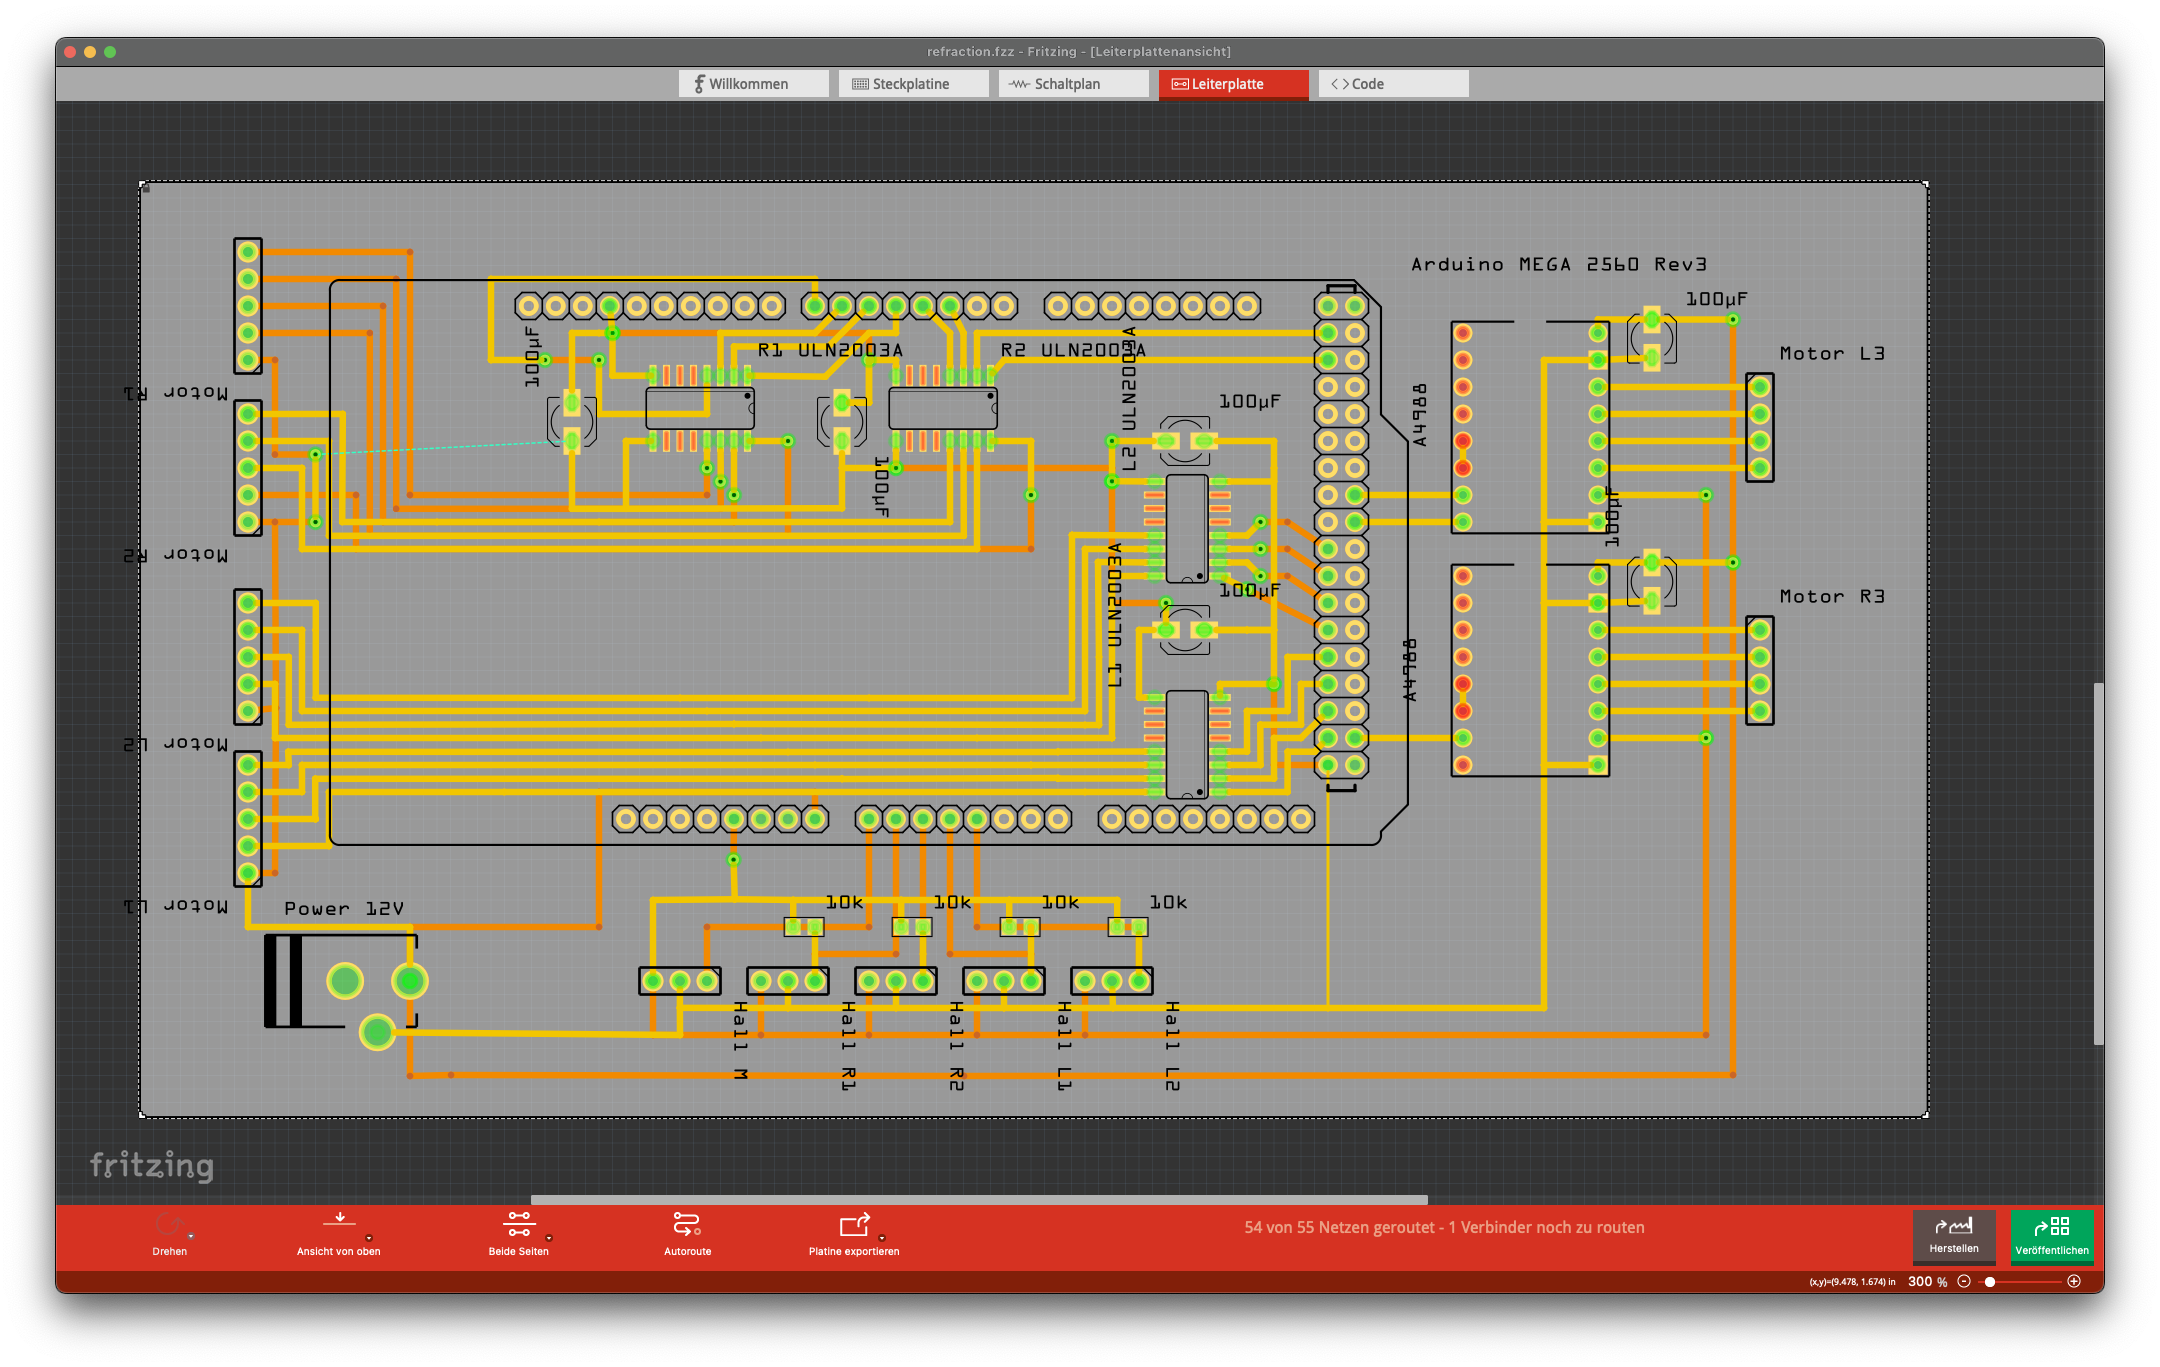 refraction.fzz - Fritzing - [Leiterplattenansicht]
Willkommen
Steckplatine
Schaltplan
Leiterplatte
Code
Arduino MEGA 2560 Rev3
100µF
Motor L3
100µF
R1 ULN2003A
R2 ULN2003A
L2 ULN2003A
100µF
A4988
Motor R1
100µF
100µF
Motor R2
L1 ULN2003A
100µF
Motor R3
A4988
Motor L2
Motor L1
Power 12V
10k
10k
10k
10k
Hall M
Hall R1
Hall R2
Hall L1
Hall L2
fritzing
Drehen
Ansicht von oben
Beide Seiten
Autoroute
Platine exportieren
54 von 55 Netzen geroutet - 1 Verbinder noch zu routen
Herstellen
Veröffentlichen
(x,y)=(9.478, 1.674) in
300 %